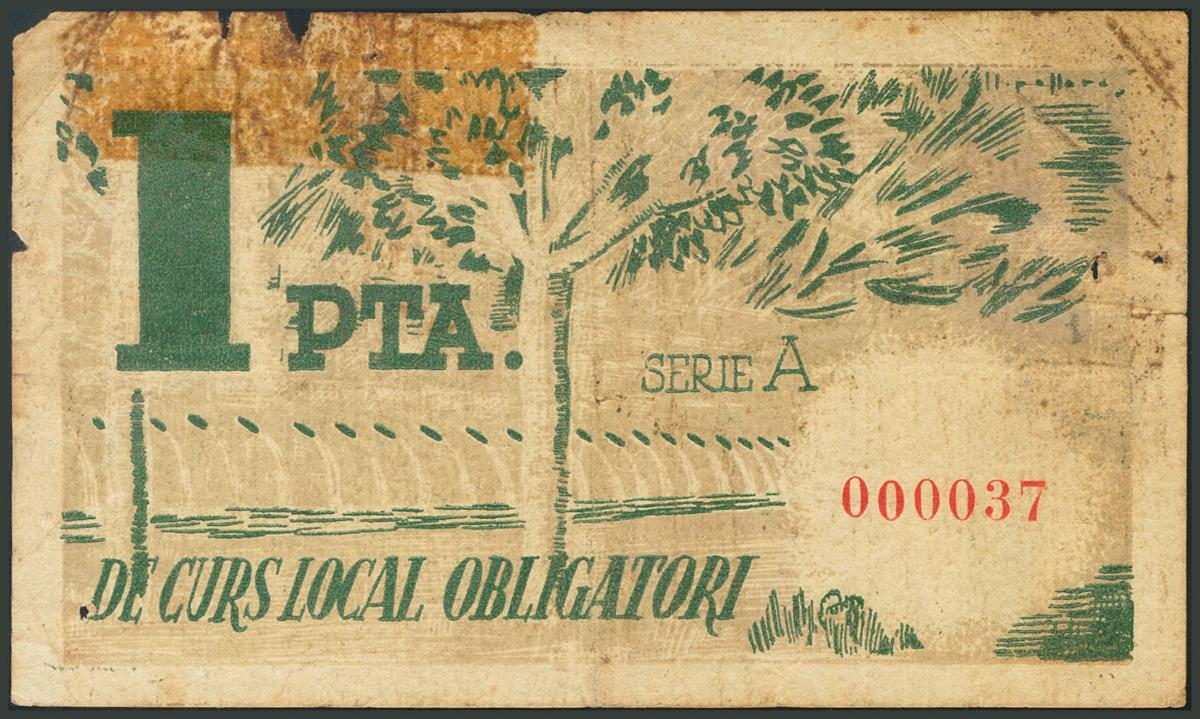 1 PTA.
SERIE A
000037
DE CURS LOCAL OBLIGATORI